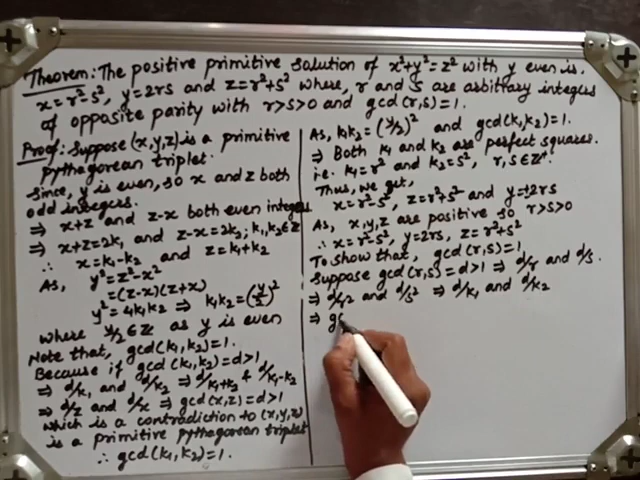 Theorem: The positive primitive solution of x²+y²=z² with y even is.
x=r²-s², y=2rs and z=r²+s² where, r and s are arbitrary integers
of opposite parity with r>s>0 and gcd(r,s)=1.
Proof: Suppose (x,y,z) is a primitive
pythagorean triplet.
Since, y is even, so x and z both
odd integers.
⇒ x+z and z-x both even integers
⇒ x+z=2k₁ and z-x=2k₂; k₁,k₂∈Z
∴ x=k₁-k₂ and z=k₁+k₂
As, y²=z²-x²
=(z-x)(z+x)
y²=4k₁k₂ ⇒ k₁k₂=(y/2)²
where y/2∈Z as y is even
Note that, gcd(k₁,k₂)=1.
Because if gcd(k₁,k₂)=d>1
⇒ d/k₁ and d/k₂ ⇒ d/k₁+k₂ & d/k₁-k₂
⇒ d/z and d/x ⇒ gcd(x,z)=d>1
which is a contradiction to (x,y,z)
is a primitive pythagorean triplet
∴ gcd(k₁,k₂)=1.
As, k₁k₂=(y/2)² and gcd(k₁,k₂)=1.
⇒ Both k₁ and k₂ are perfect squares.
i.e. k₁=r² and k₂=s², r,s∈Z⁺.
Thus, we get,
x=r²-s², z=r²+s² and y=±2rs
As, x,y,z are positive so r>s>0
∴ x=r²-s², y=2rs, z=r²+s²
To show that, gcd(r,s)=1
Suppose gcd(r,s)=d>1 ⇒ d/r and d/s.
⇒ d/r² and d/s² ⇒ d/k₁ and d/k₂
⇒ gc